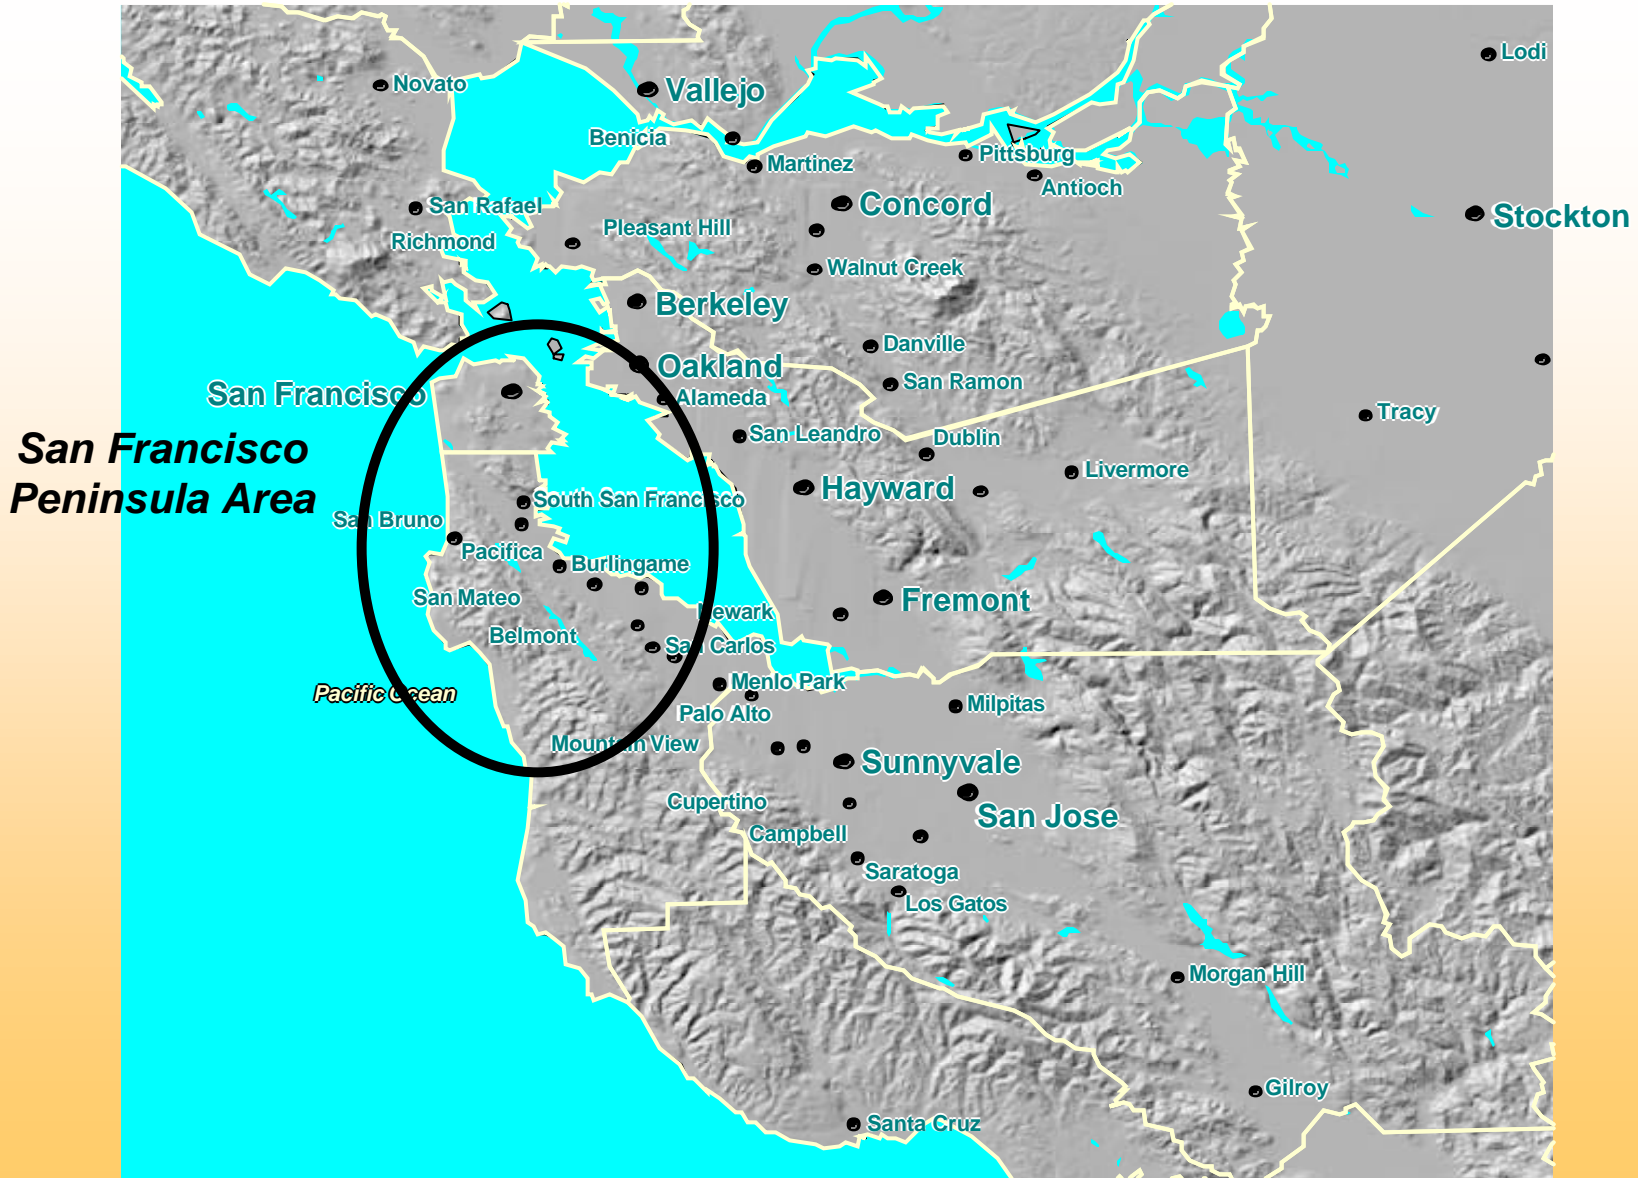 Lodi
Novato
Vallejo
Benicia
Martinez
Pittsburg
Antioch
San Rafael
Concord
Stockton
Richmond
Pleasant Hill
Walnut Creek
Berkeley
Danville
Oakland
San Ramon
San Francisco
Alameda
Tracy
San Leandro
Dublin
San Francisco
Peninsula Area
Livermore
Hayward
South San Francisco
San Bruno
Pacifica
Burlingame
San Mateo
Newark
Fremont
Belmont
San Carlos
Menlo Park
Pacific Ocean
Milpitas
Palo Alto
Mountain View
Sunnyvale
Cupertino
San Jose
Campbell
Saratoga
Los Gatos
Morgan Hill
Gilroy
Santa Cruz